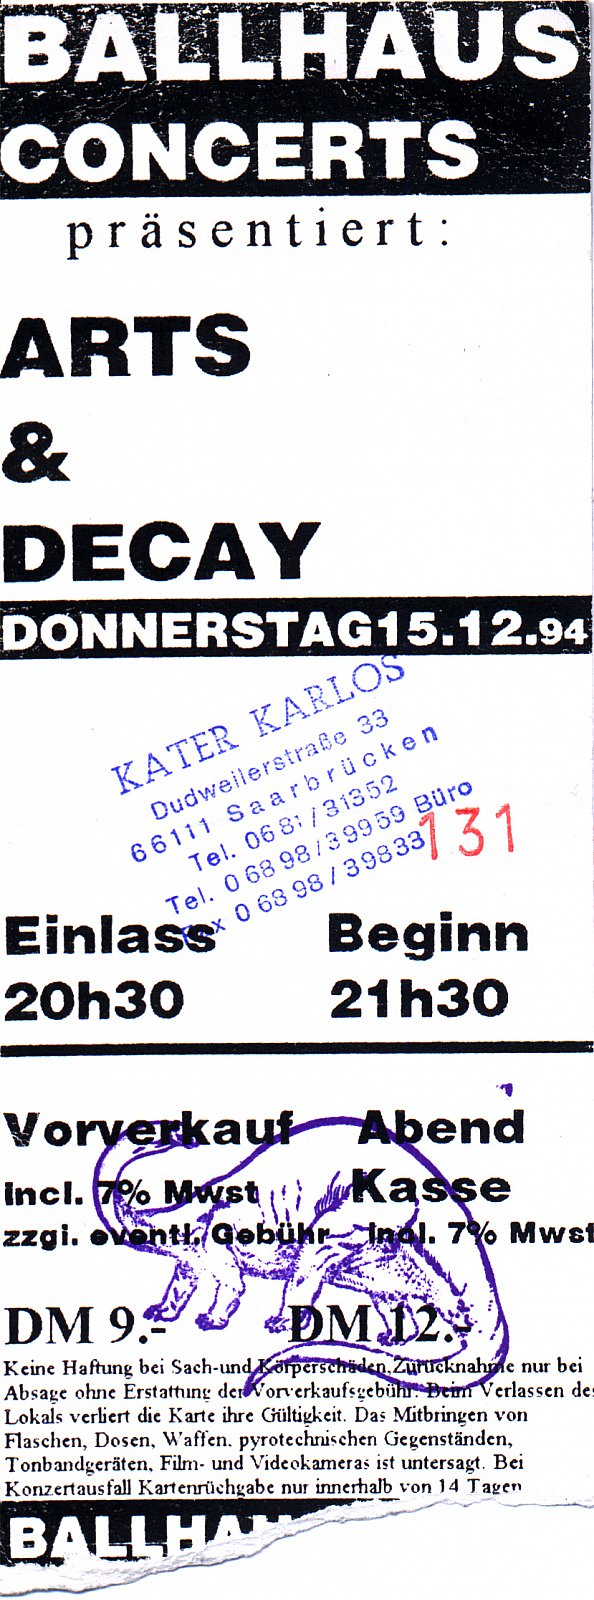 BALLHAUS
CONCERTS
präsentiert:
ARTS
&
DECAY
DONNERSTAG15.12.94
KATER KARLOS
Dudweilerstraße 33
66111 Saarbrücken
Tel. 0681/31352
Tel. 06898/39959 Büro
Fax 06898/39833
131
Einlass Beginn
20h30 21h30
Vorverkauf Abend
incl. 7% Mwst Kasse
zzgl. eventl. Gebühr incl. 7% Mwst
DM 9.- DM 12.-
Keine Haftung bei Sach-und Körperschäden.Zurücknahme nur bei
Absage ohne Erstattung der Vorverkaufsgebühr. Beim Verlassen des
Lokals verliert die Karte ihre Gültigkeit. Das Mitbringen von
Flaschen, Dosen, Waffen. pyrotechnischen Gegenständen,
Tonbandgeräten, Film- und Videokameras ist untersagt. Bei
Konzertausfall Kartenrüchgabe nur innerhalb von 14 Tagen
BALLHAU